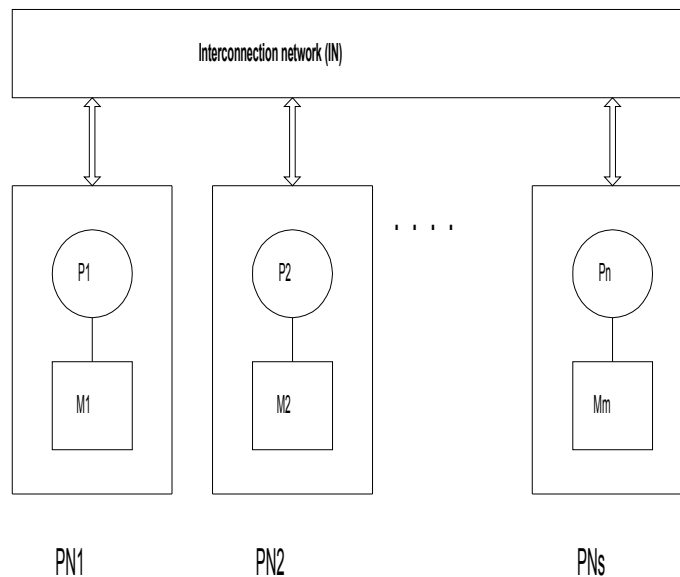 Interconnection network (IN)
. . . .
P1 P2 Pn
M1 M2 Mm
PN1 PN2 PNs